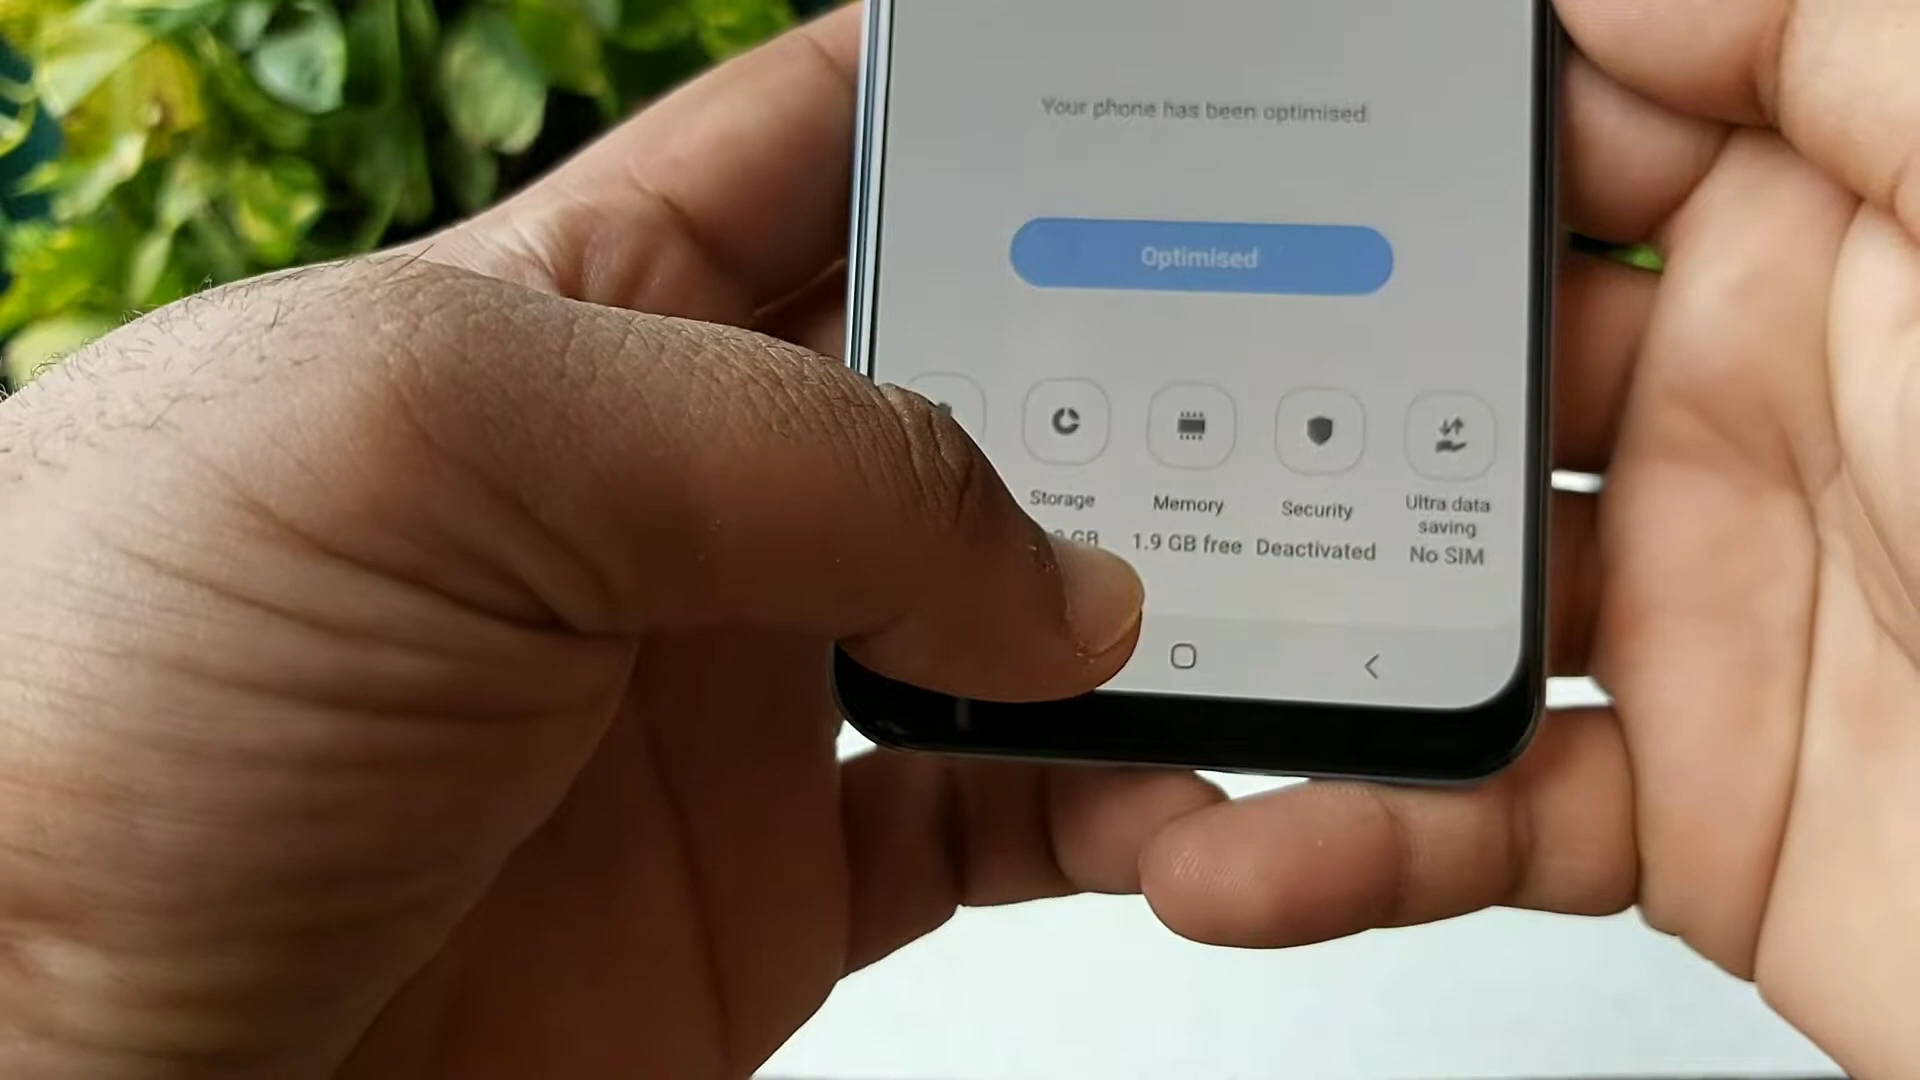 Your phone has been optimised
Optimised
Storage
GB
Memory
1.9 GB free
Security
Deactivated
Ultra data
saving
No SIM